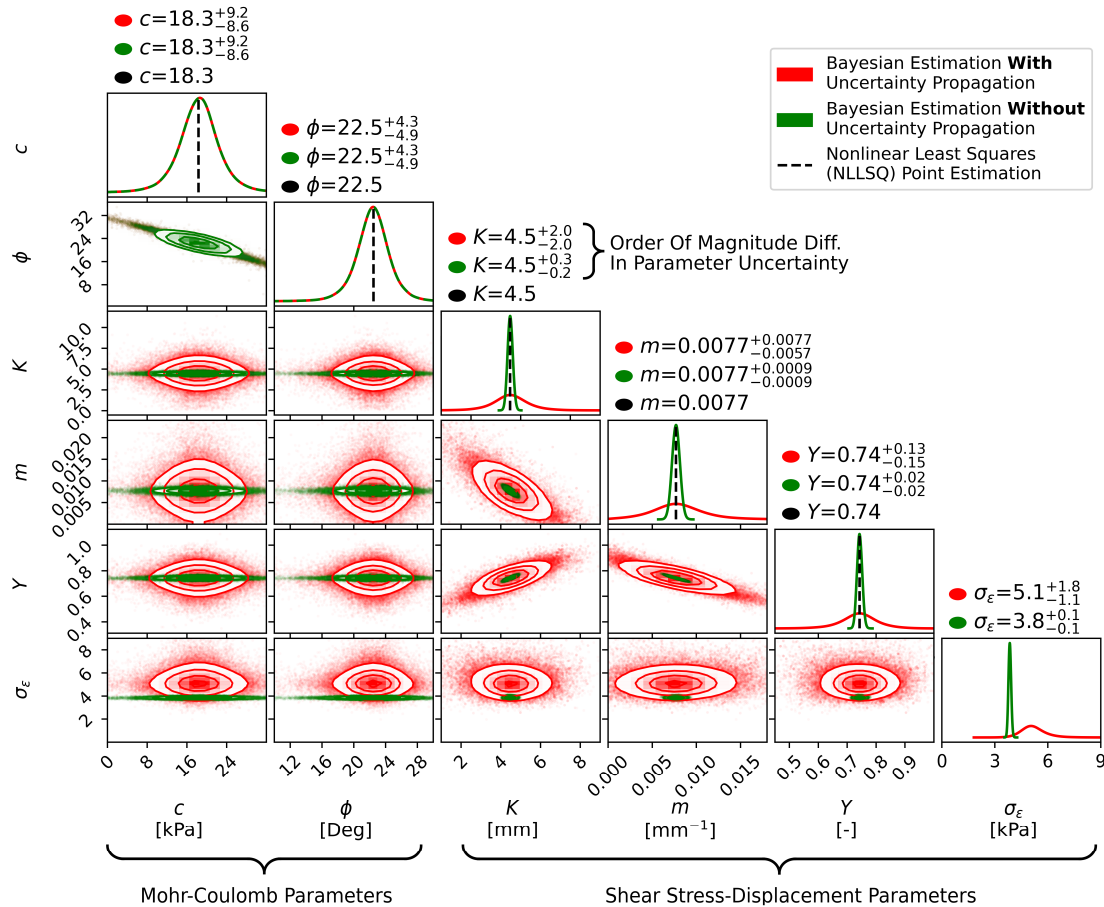 c=18.3^{+9.2}_{-8.6}
c=18.3^{+9.2}_{-8.6}
c=18.3
Bayesian Estimation With
Uncertainty Propagation
Bayesian Estimation Without
Uncertainty Propagation
Nonlinear Least Squares
(NLLSQ) Point Estimation
ϕ=22.5^{+4.3}_{-4.9}
ϕ=22.5^{+4.3}_{-4.9}
ϕ=22.5
K=4.5^{+2.0}_{-2.0}
K=4.5^{+0.3}_{-0.2}
K=4.5
Order Of Magnitude Diff.
In Parameter Uncertainty
m=0.0077^{+0.0077}_{-0.0057}
m=0.0077^{+0.0009}_{-0.0009}
m=0.0077
Y=0.74^{+0.13}_{-0.15}
Y=0.74^{+0.02}_{-0.02}
Y=0.74
σ_ε=5.1^{+1.8}_{-1.1}
σ_ε=3.8^{+0.1}_{-0.1}
c
ϕ
32
24
16
8
K
10.0
7.5
5.0
2.5
0.0
m
0.020
0.015
0.010
0.005
Y
1.0
0.8
0.6
0.4
σ_ε
8
6
4
2
0 8 16 24
12 20 28
2 4 6 8
0.000 0.005 0.010 0.015
0.5 0.6 0.7 0.8 0.9
0 3 6 9
c
[kPa]
ϕ
[Deg]
K
[mm]
m
[mm⁻¹]
Y
[-]
σ_ε
[kPa]
Mohr-Coulomb Parameters
Shear Stress-Displacement Parameters